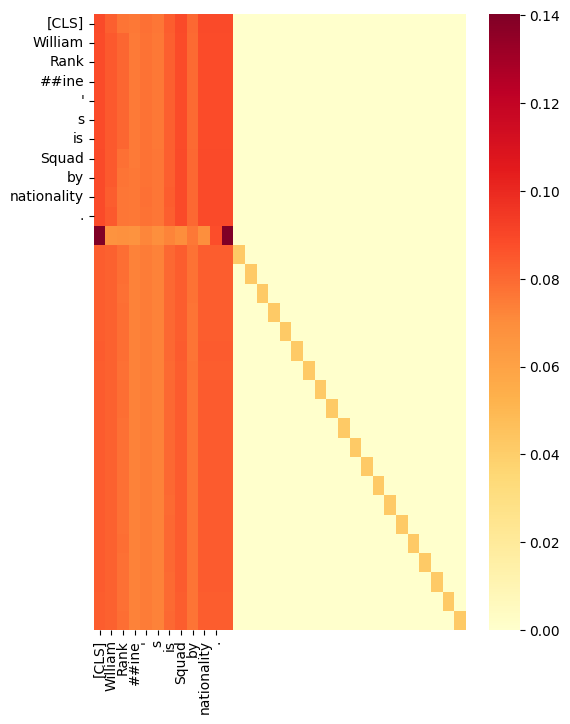 [CLS]
William
Rank
##ine
'
s
is
Squad
by
nationality
.
0.14
0.12
0.10
0.08
0.06
0.04
0.02
0.00
[CLS]
William
Rank
##ine
'
s
is
Squad
by
nationality
.